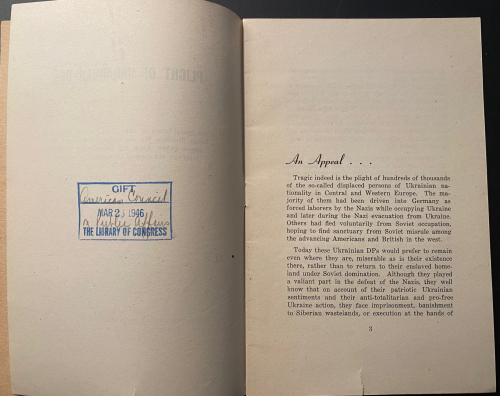 GIFT
American Council
MAR 23 1946
on Public Affairs
THE LIBRARY OF CONGRESS
An Appeal . . .
Tragic indeed is the plight of hundreds of thousands
of the so-called displaced persons of Ukrainian na-
tionality in Central and Western Europe. The ma-
jority of them had been driven into Germany as
forced laborers by the Nazis while occupying Ukraine
and later during the Nazi evacuation from Ukraine.
Others had fled voluntarily from Soviet occupation,
hoping to find sanctuary from Soviet misrule among
the advancing Americans and British in the west.
Today these Ukrainian DPs would prefer to remain
even where they are, miserable as is their existence
there, rather than to return to their enslaved home-
land under Soviet domination. Although they played
a valiant part in the defeat of the Nazis, they well
know that on account of their patriotic Ukrainian
sentiments and their anti-totalitarian and pro-free
Ukraine action, they face imprisonment, banishment
to Siberian wastelands, or execution at the hands of
3